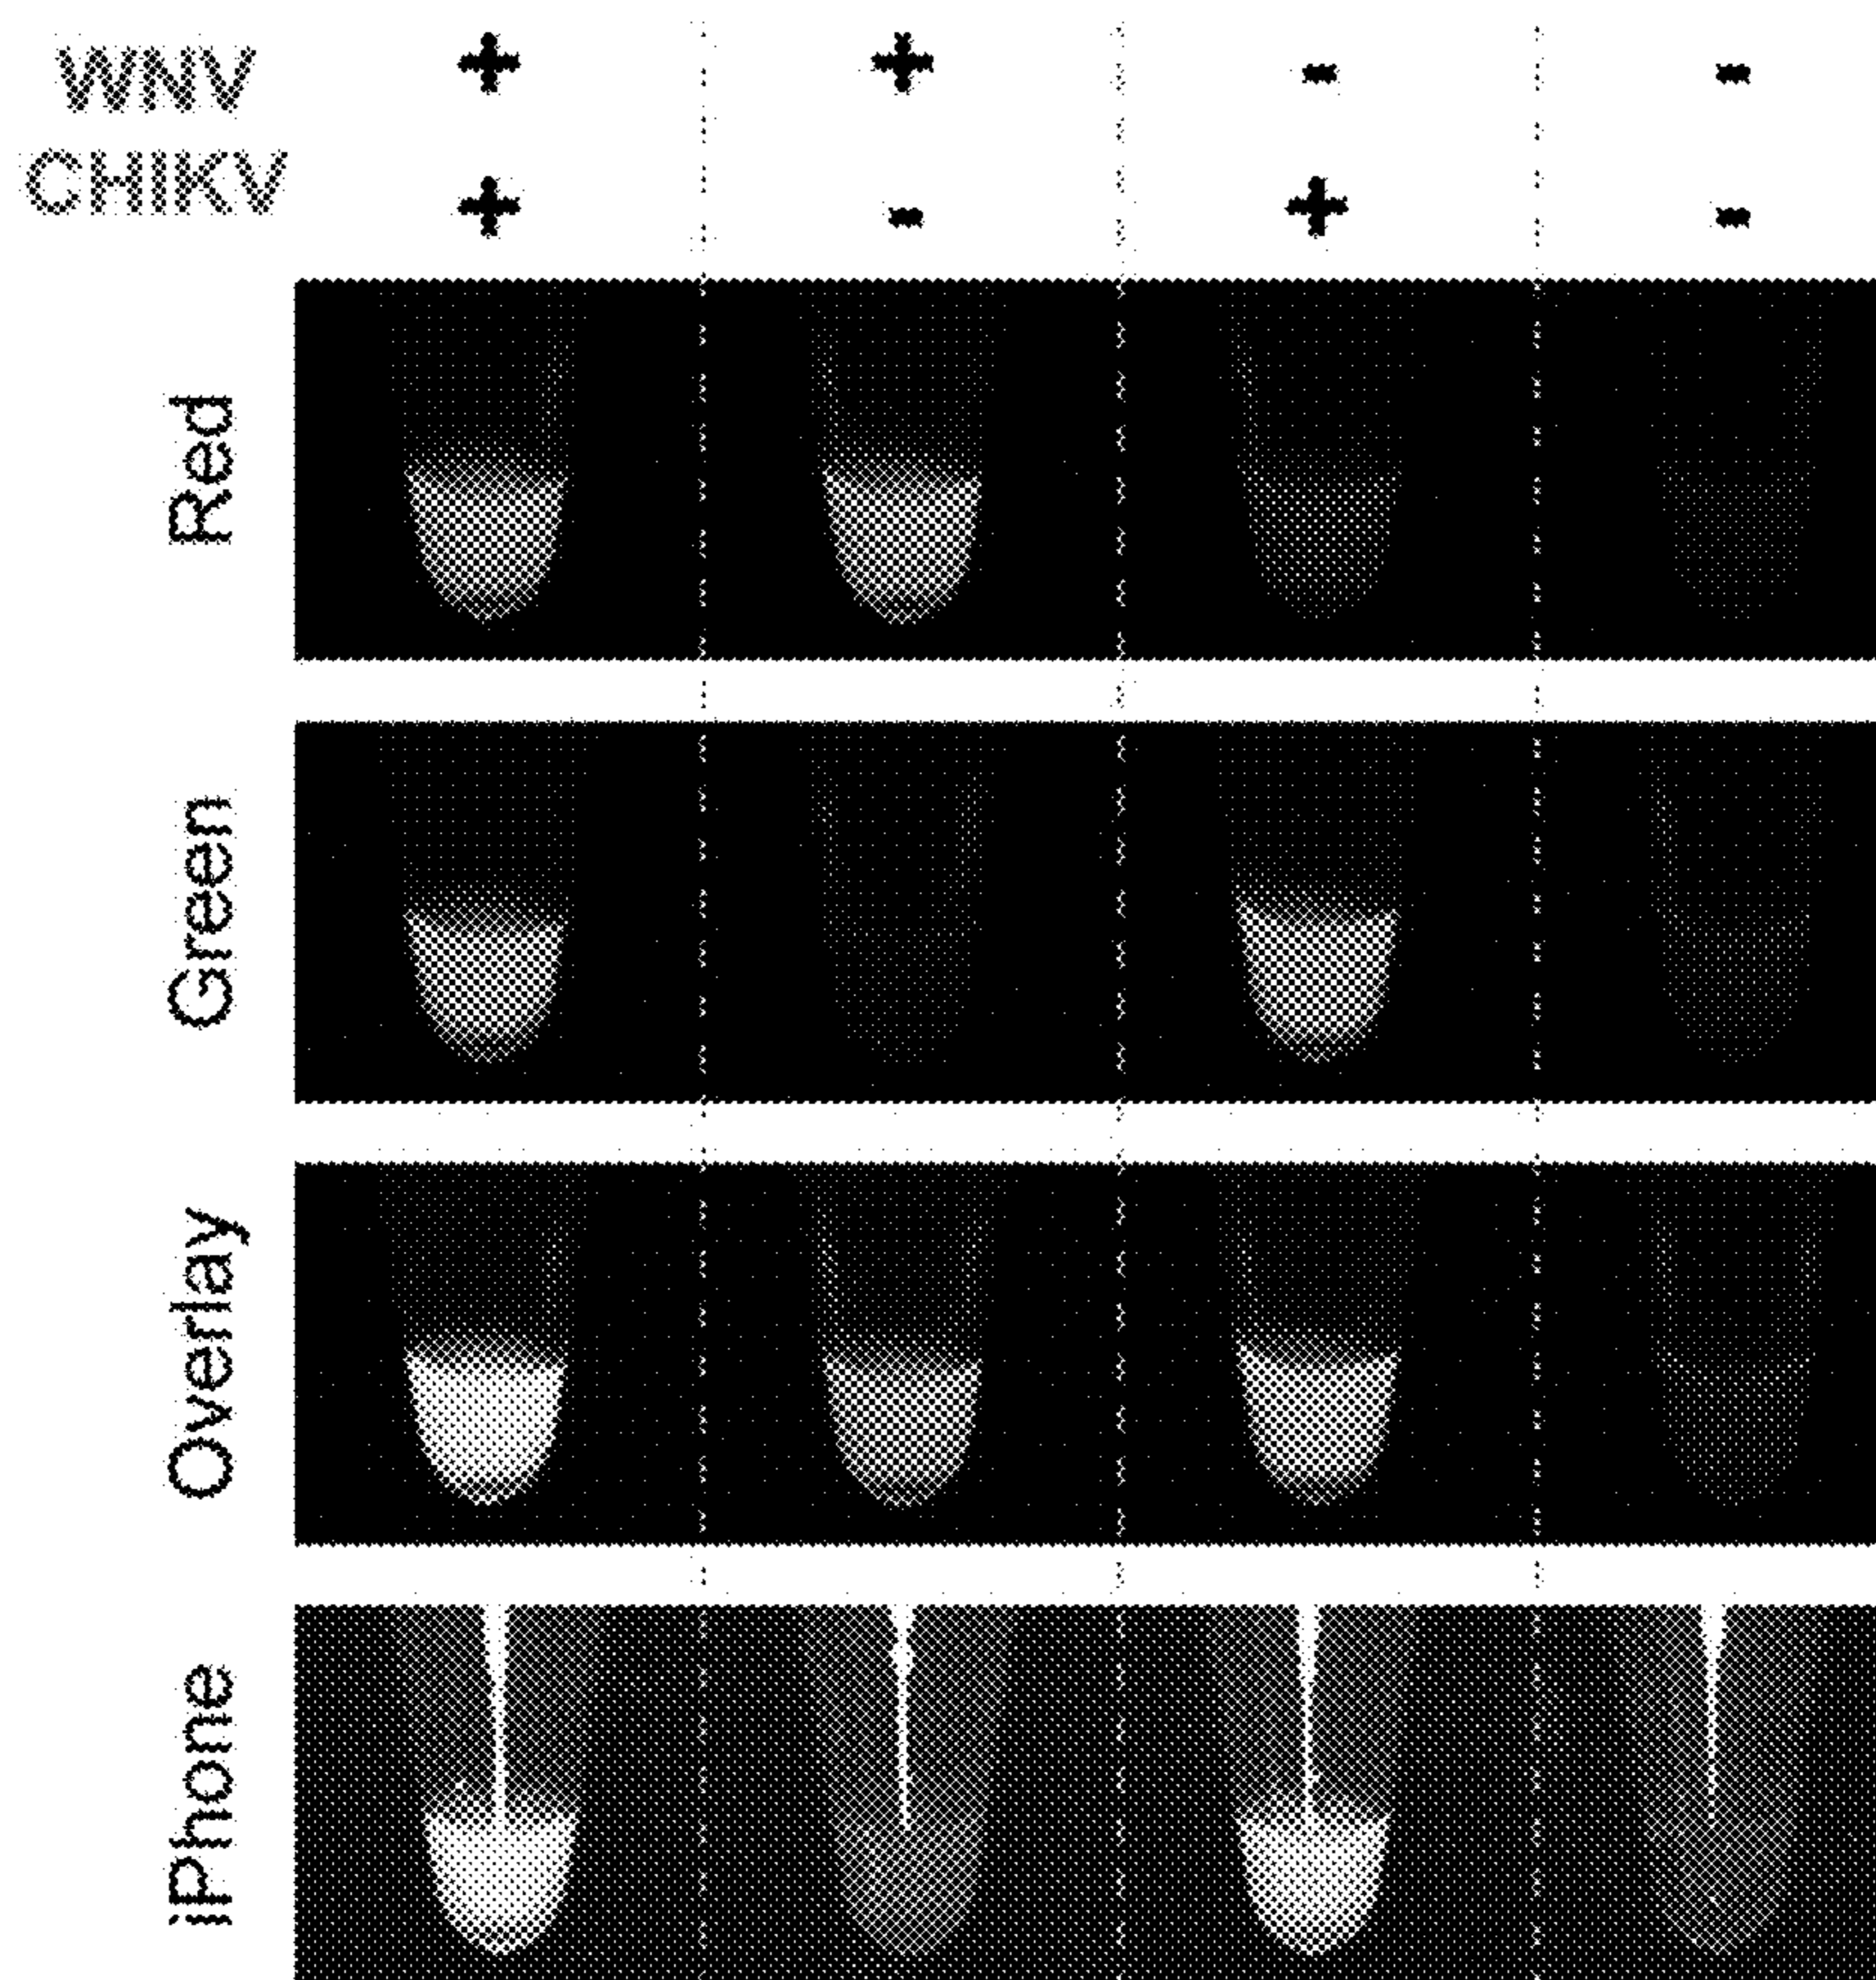 WNV + + - -
CHIKV + - + -
Red
Green
Overlay
iPhone